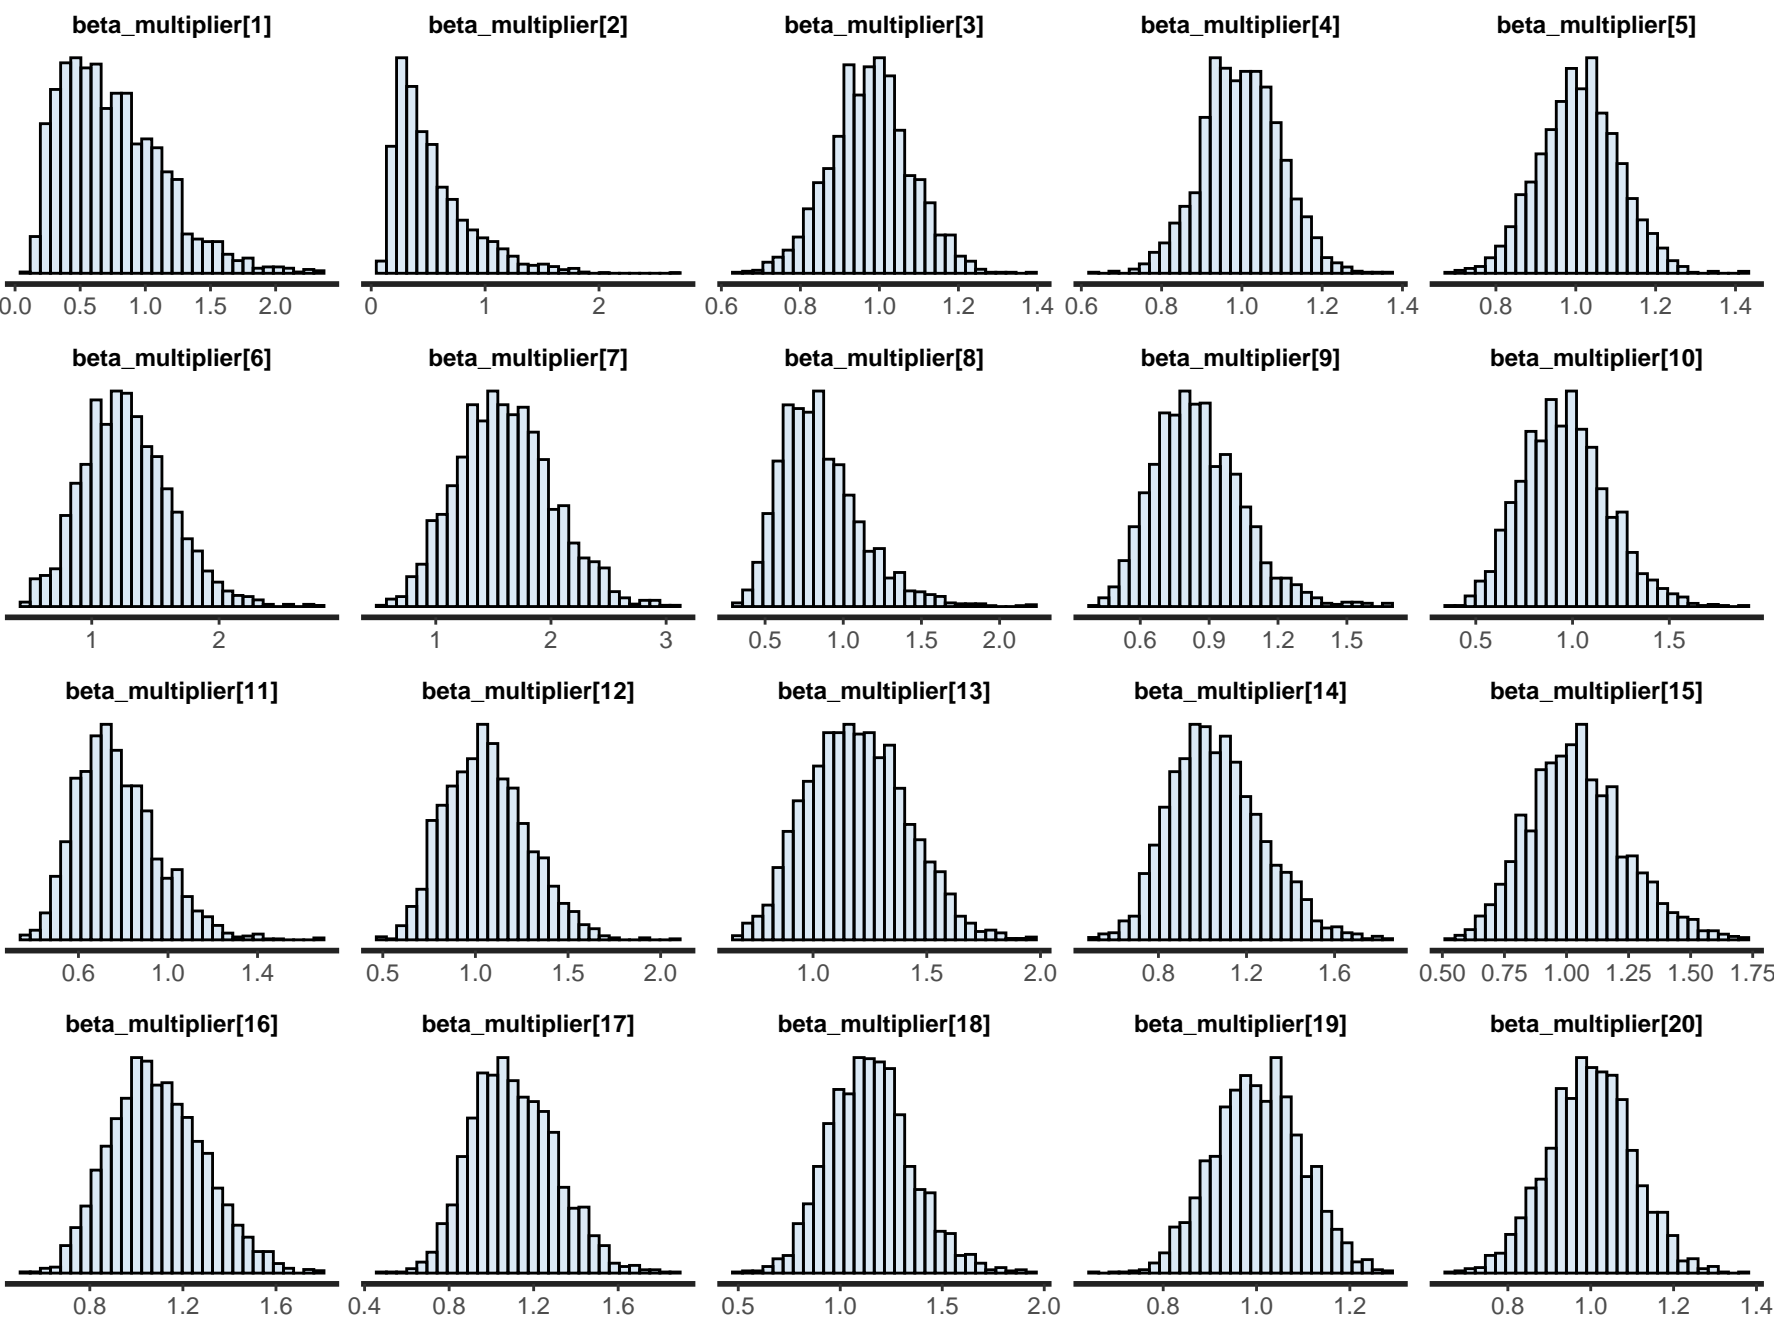 beta_multiplier[1] beta_multiplier[2] beta_multiplier[3] beta_multiplier[4] beta_multiplier[5]
0.0 0.5 1.0 1.5 2.0 0 1 2 0.6 0.8 1.0 1.2 1.4 0.6 0.8 1.0 1.2 1.4 0.8 1.0 1.2 1.4
beta_multiplier[6] beta_multiplier[7] beta_multiplier[8] beta_multiplier[9] beta_multiplier[10]
1 2 1 2 3 0.5 1.0 1.5 2.0 0.6 0.9 1.2 1.5 0.5 1.0 1.5
beta_multiplier[11] beta_multiplier[12] beta_multiplier[13] beta_multiplier[14] beta_multiplier[15]
0.6 1.0 1.4 0.5 1.0 1.5 2.0 1.0 1.5 2.0 0.8 1.2 1.6 0.50 0.75 1.00 1.25 1.50 1.75
beta_multiplier[16] beta_multiplier[17] beta_multiplier[18] beta_multiplier[19] beta_multiplier[20]
0.8 1.2 1.6 0.4 0.8 1.2 1.6 0.5 1.0 1.5 2.0 0.8 1.0 1.2 0.8 1.0 1.2 1.4